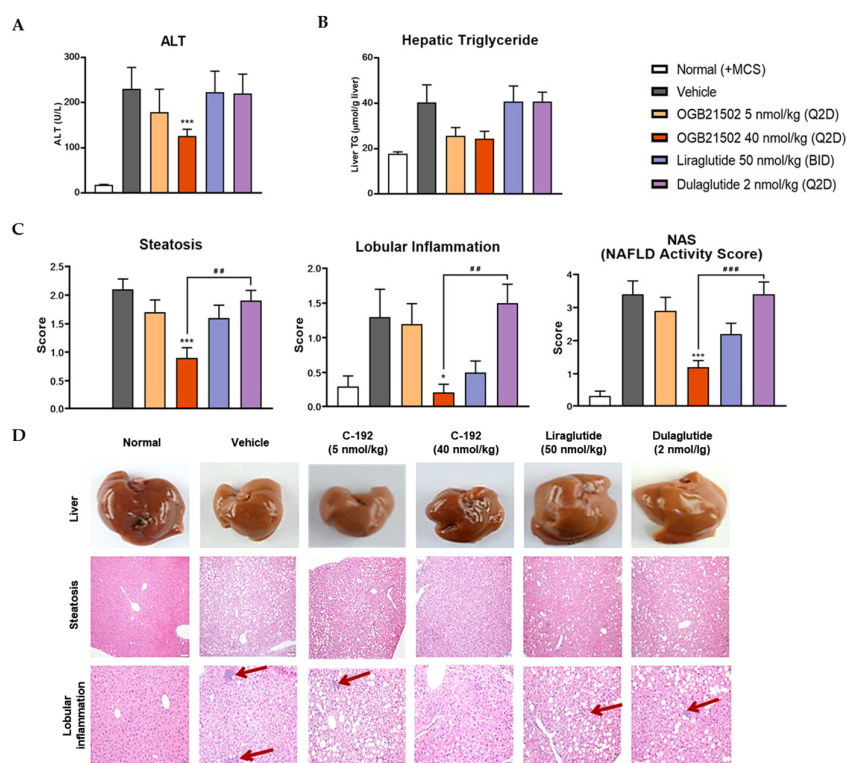 A
ALT
ALT (U/L)
300
200
100
0
B
Hepatic Triglyceride
Liver TG (μmol/g liver)
60
40
20
0
Normal (+MCS)
Vehicle
OGB21502 5 nmol/kg (Q2D)
OGB21502 40 nmol/kg (Q2D)
Liraglutide 50 nmol/kg (BID)
Dulaglutide 2 nmol/kg (Q2D)
***
C
Steatosis
Score
2.5
2.0
1.5
1.0
0.5
0.0
***
##
Lobular Inflammation
Score
2.0
1.5
1.0
0.5
0.0
*
##
NAS
(NAFLD Activity Score)
Score
4
3
2
1
0
***
###
D
Normal
Vehicle
C-192
(5 nmol/kg)
C-192
(40 nmol/kg)
Liraglutide
(50 nmol/kg)
Dulaglutide
(2 nmol/lg)
Liver
Steatosis
Lobular
inflammation